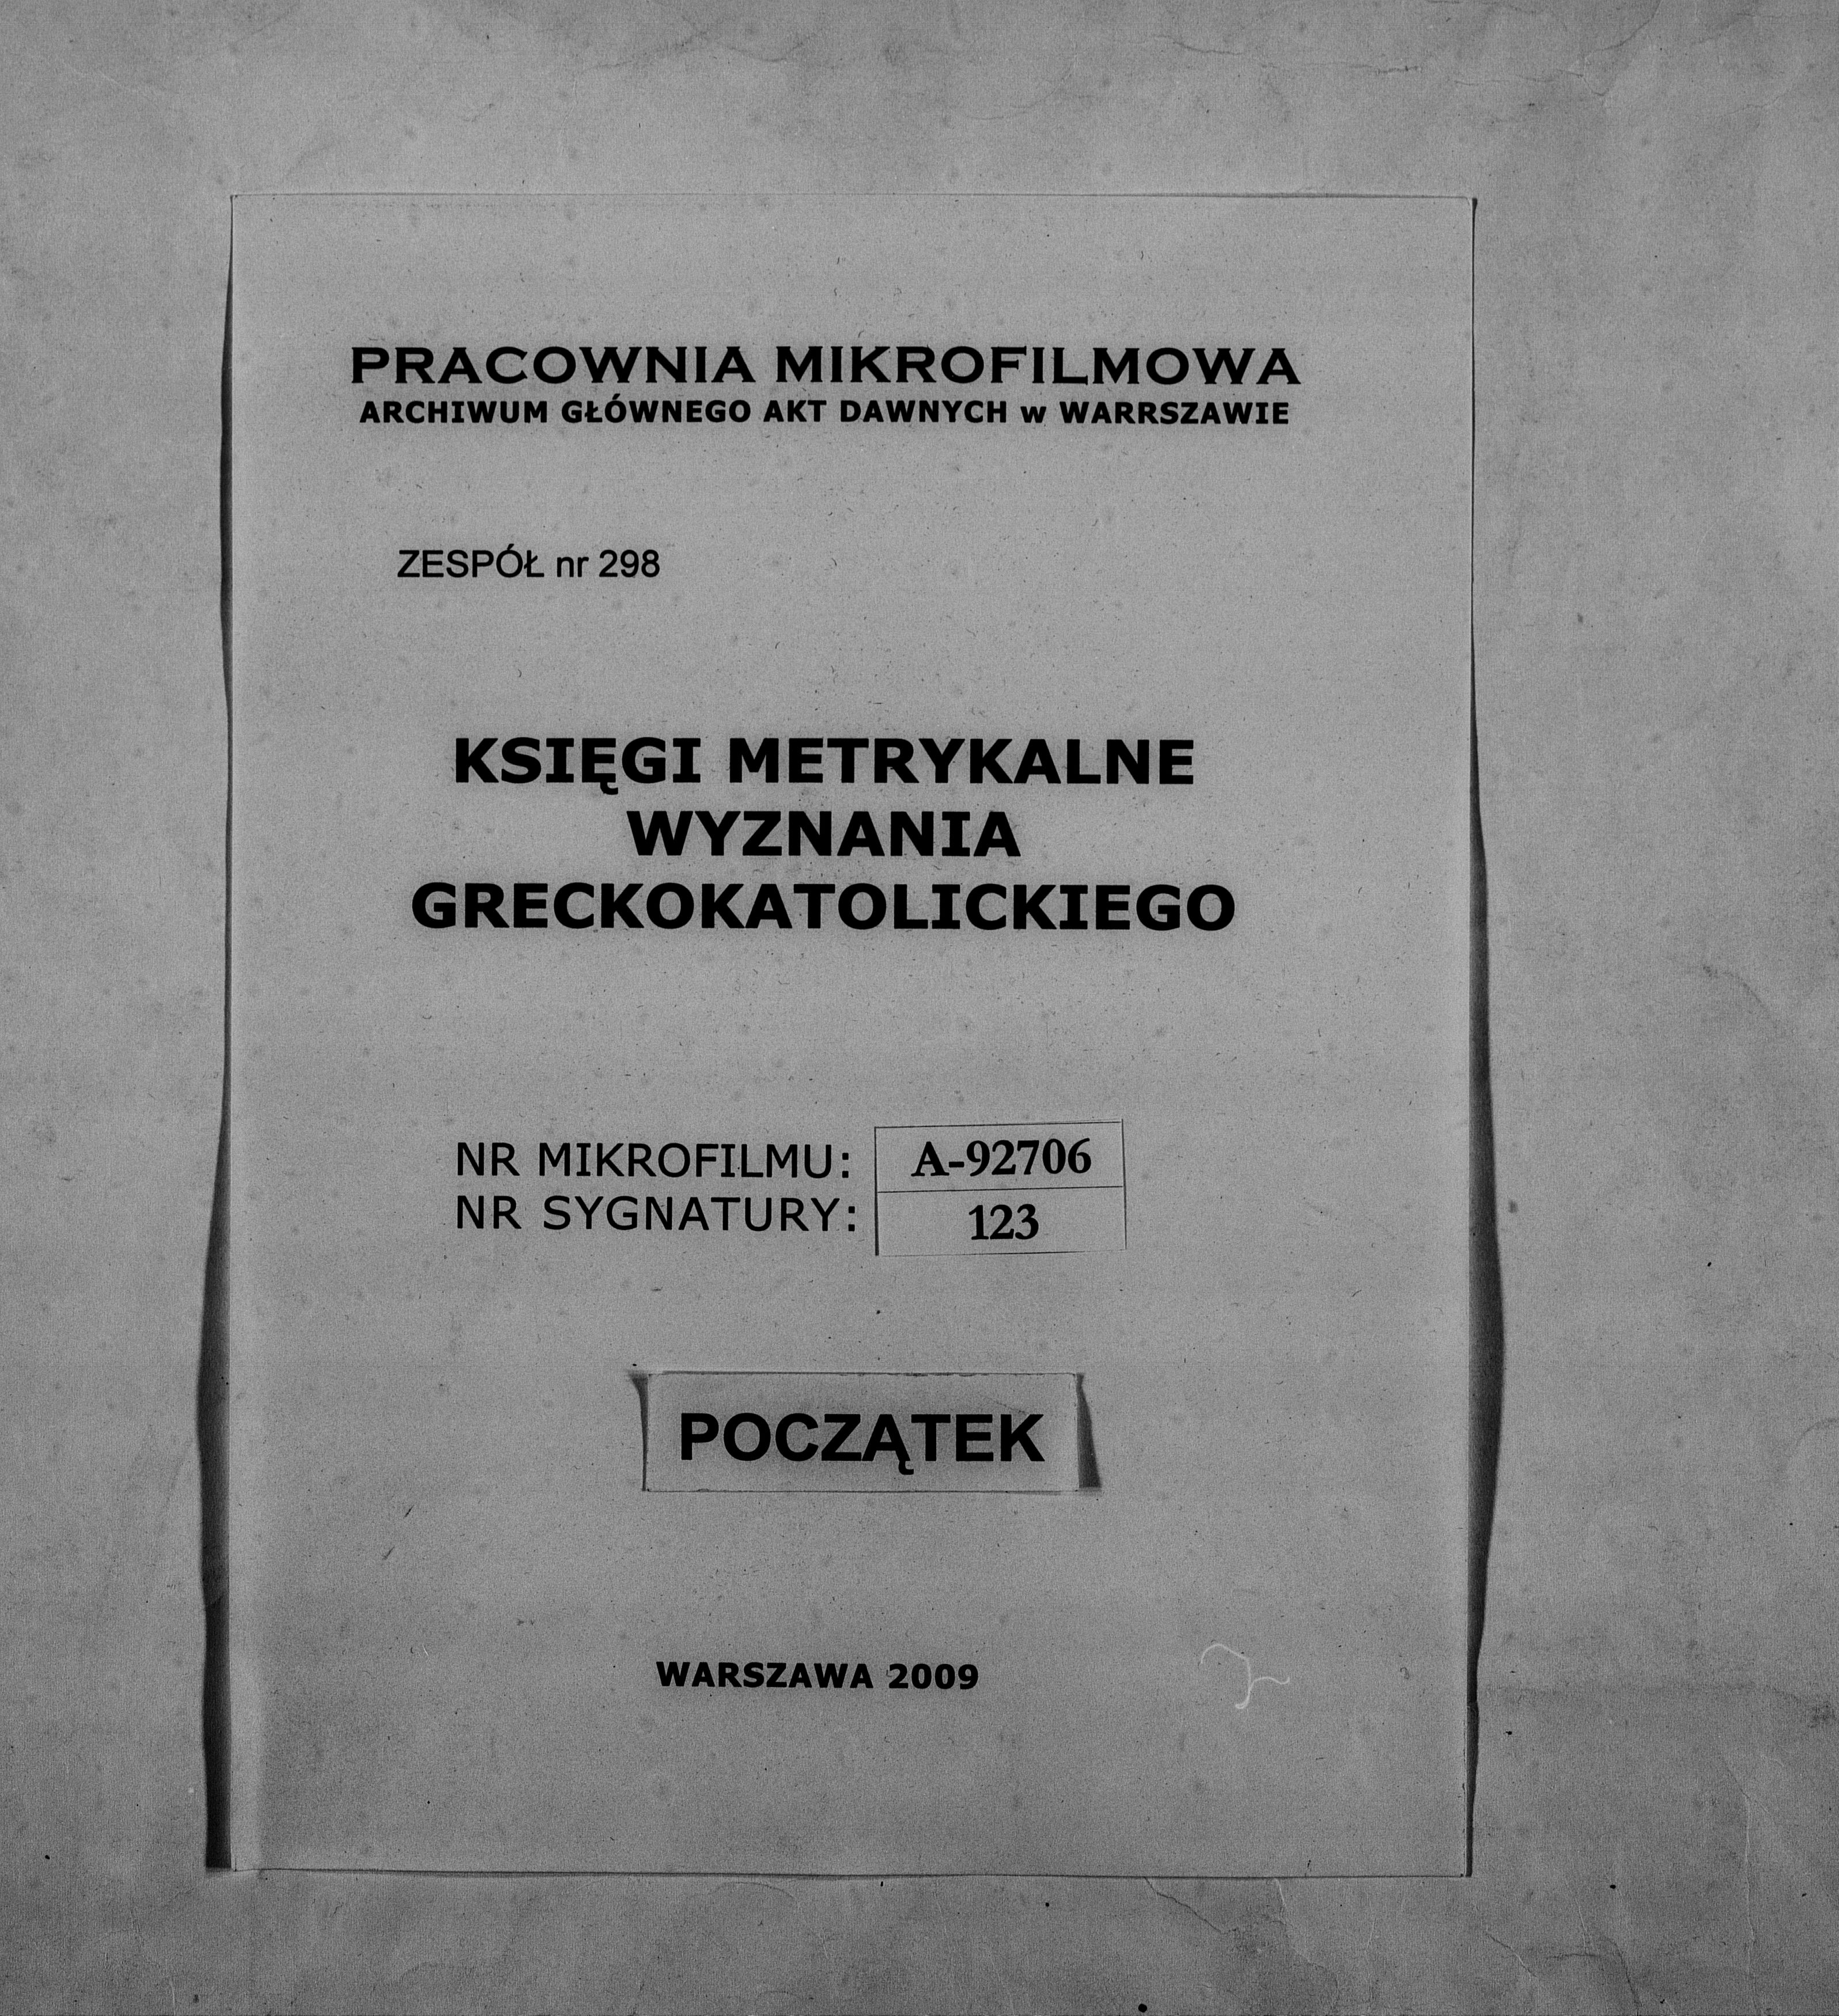 PRACOWNIA MIKROFILMOWA
ARCHIWUM GŁÓWNEGO AKT DAWNYCH w WARRSZAWIE
ZESPÓŁ nr 298
KSIĘGI METRYKALNE
WYZNANIA
GRECKOKATOLICKIEGO
NR MIKROFILMU: A-92706
NR SYGNATURY: 123
POCZĄTEK
WARSZAWA 2009